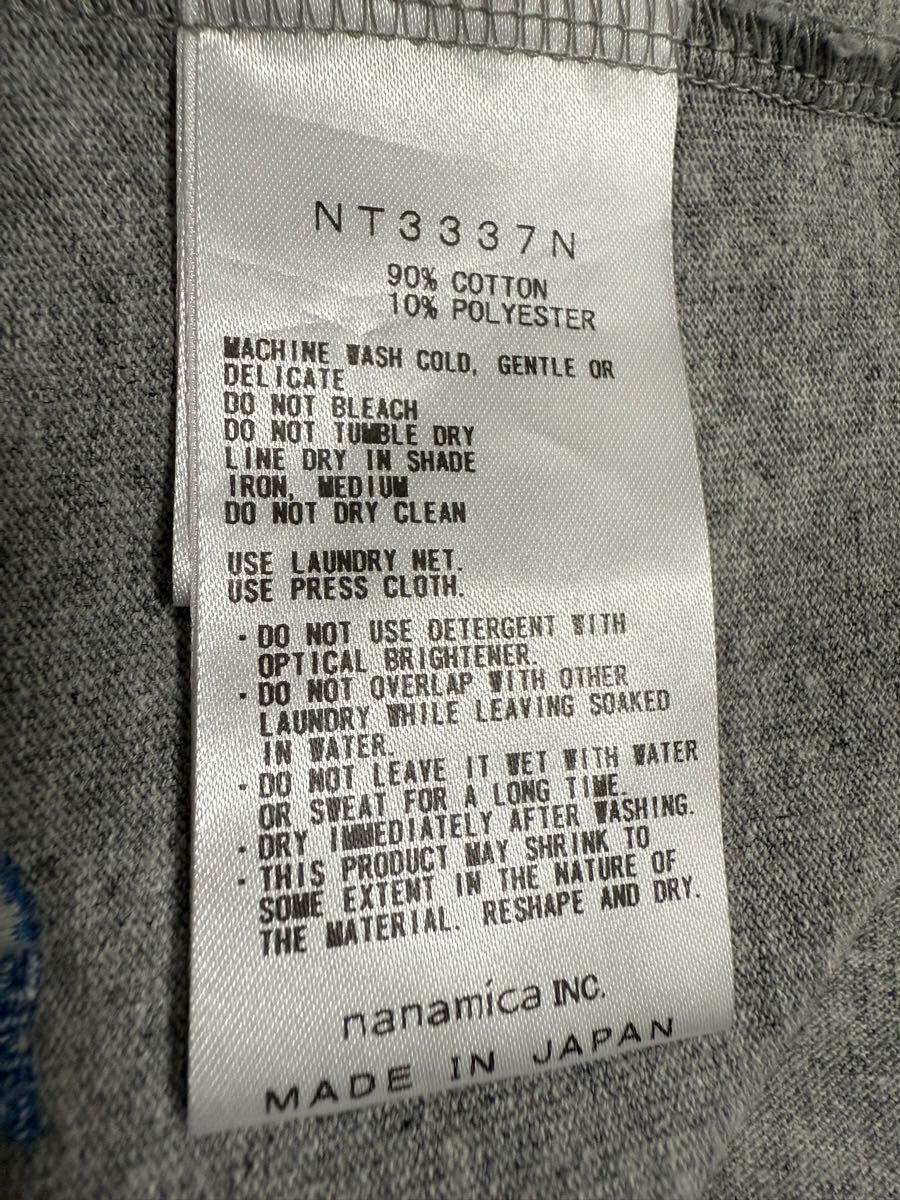 NT3337N
90% COTTON
10% POLYESTER
MACHINE WASH COLD, GENTLE OR
DELICATE
DO NOT BLEACH
DO NOT TUMBLE DRY
LINE DRY IN SHADE
IRON, MEDIUM
DO NOT DRY CLEAN
USE LAUNDRY NET.
USE PRESS CLOTH.
・DO NOT USE DETERGENT WITH
OPTICAL BRIGHTENER.
・DO NOT OVERLAP WITH OTHER
LAUNDRY WHILE LEAVING SOAKED
IN WATER.
・DO NOT LEAVE IT WET WITH WATER
OR SWEAT FOR A LONG TIME.
・DRY IMMEDIATELY AFTER WASHING.
・THIS PRODUCT MAY SHRINK TO
SOME EXTENT IN THE NATURE OF
THE MATERIAL. RESHAPE AND DRY.
nanamica INC.
MADE IN JAPAN